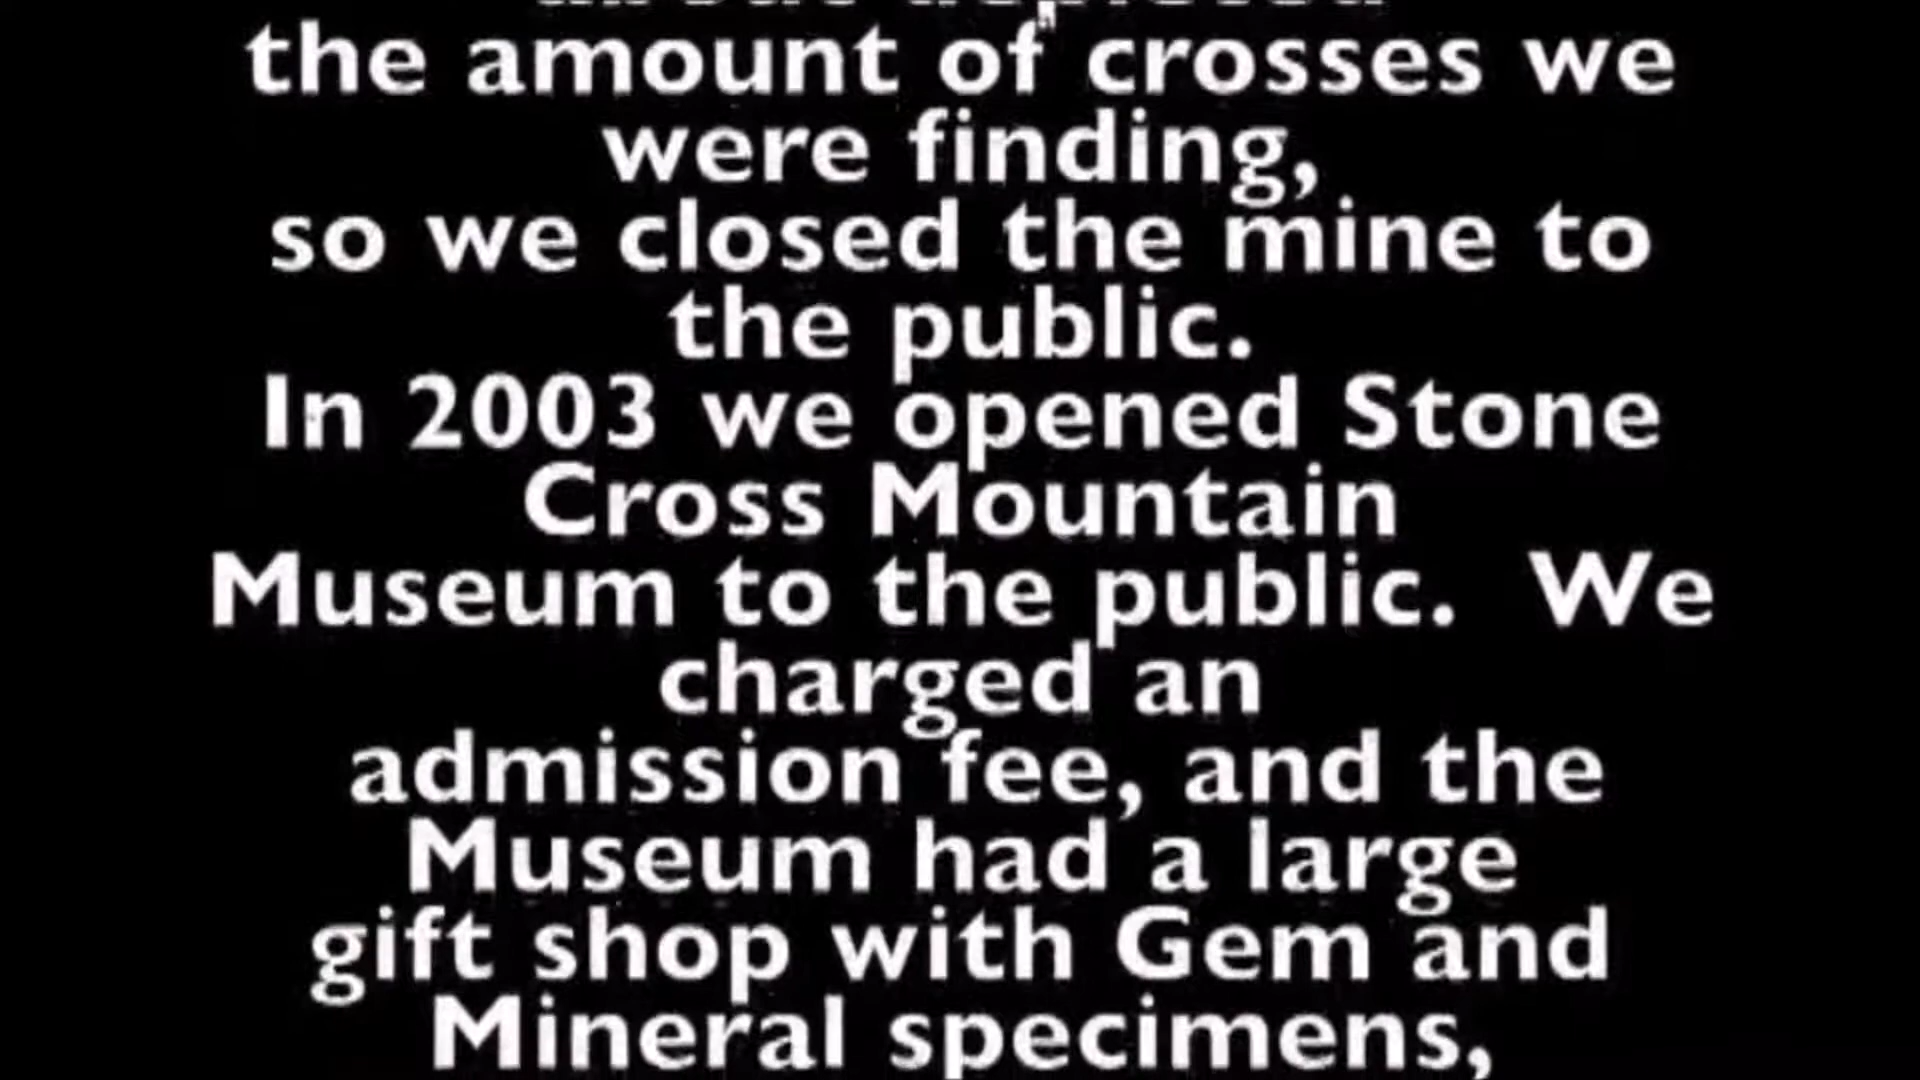 the amount of crosses we
were finding,
so we closed the mine to
the public.
In 2003 we opened Stone
Cross Mountain
Museum to the public.  We
charged an
admission fee, and the
Museum had a large
gift shop with Gem and
Mineral specimens,